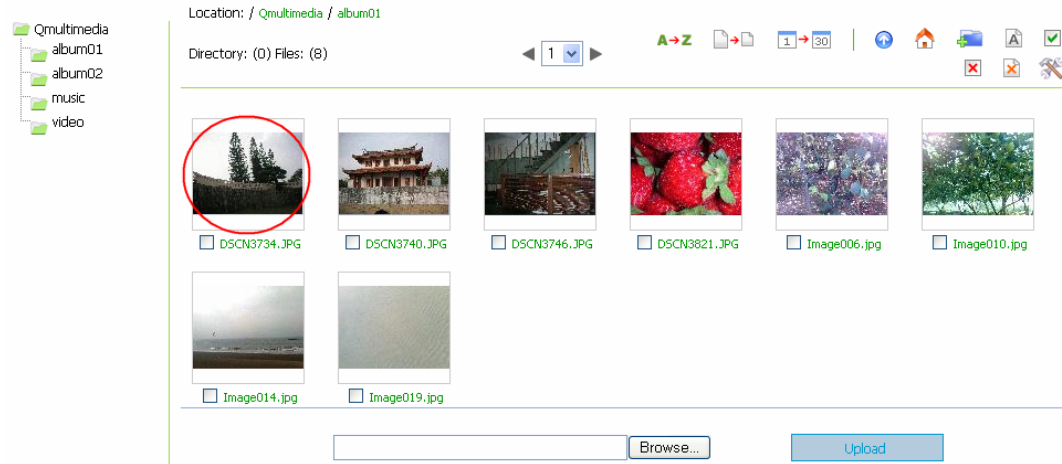 Location: / Qmultimedia / album01
Qmultimedia
album01
album02
music
video
Directory: (0) Files: (8)
1
A→Z
1→30
A
DSCN3734.JPG
DSCN3740.JPG
DSCN3746.JPG
DSCN3821.JPG
Image006.jpg
Image010.jpg
Image014.jpg
Image019.jpg
Browse...
Upload